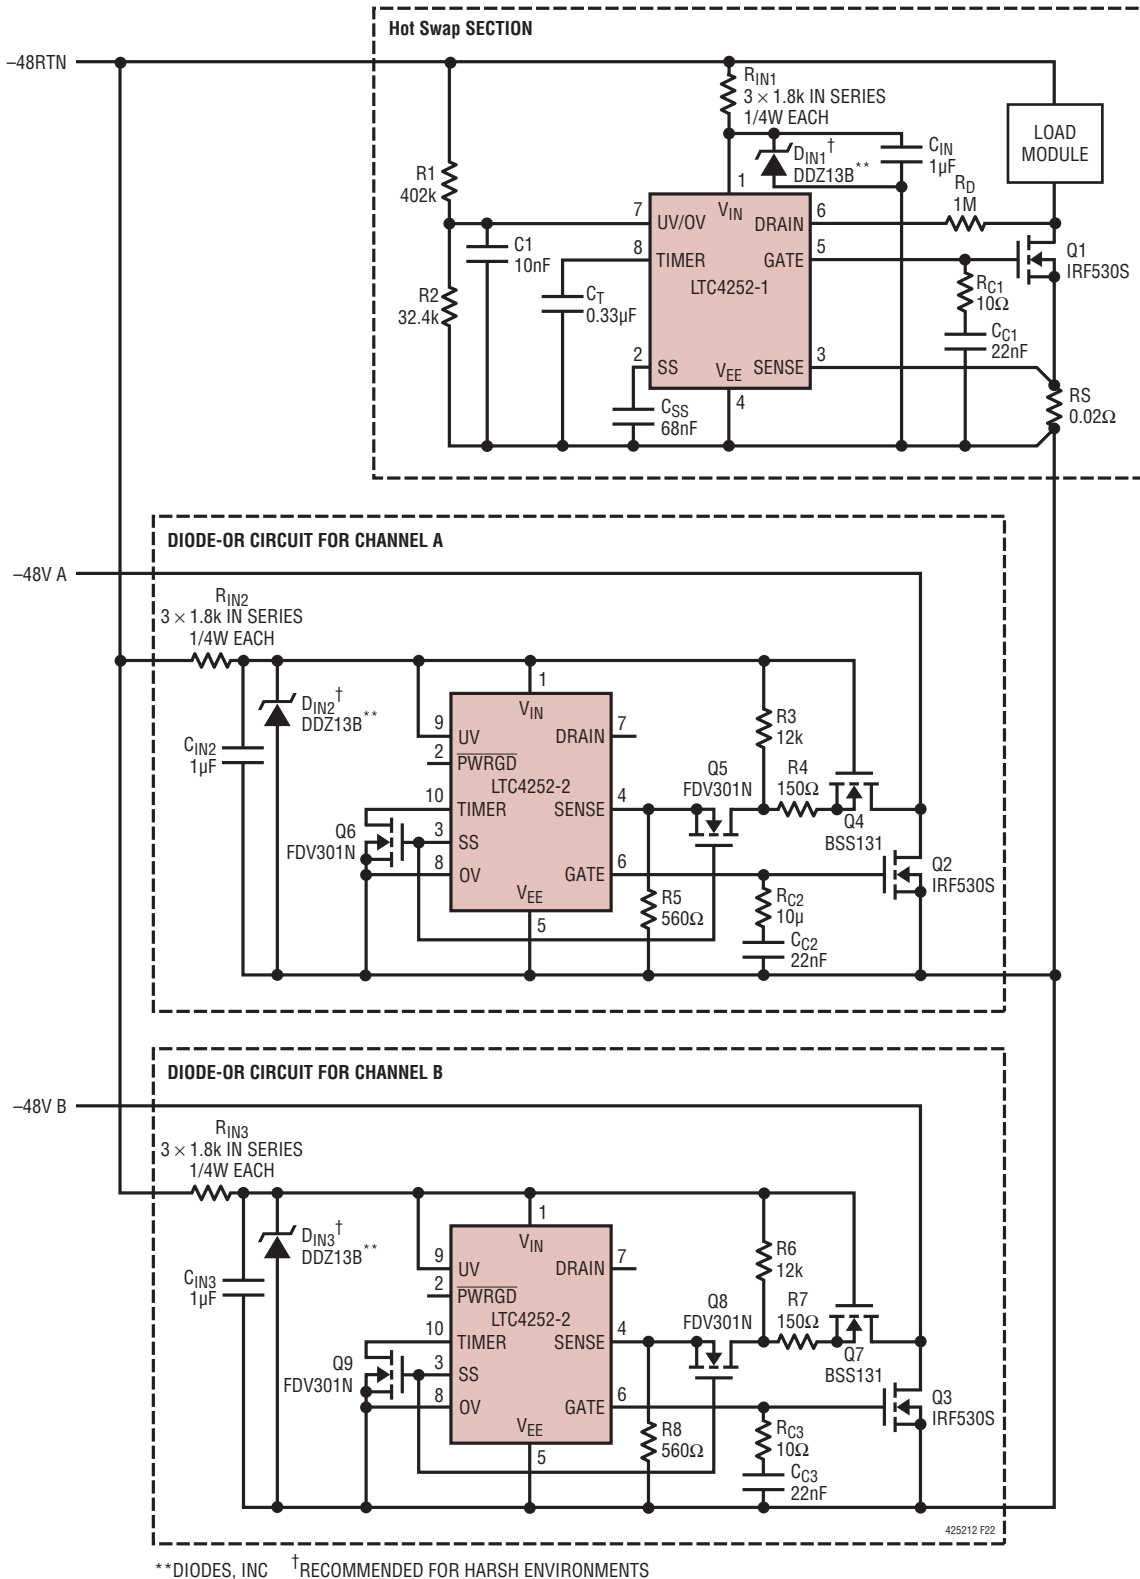 Hot Swap SECTION
–48RTN
RIN1
3 × 1.8k IN SERIES
1/4W EACH
LOAD
MODULE
DIN1†
DDZ13B**
CIN
1µF
R1
402k
1
RD
1M
7
UV/OV
VIN
DRAIN
6
C1
10nF
8
TIMER
GATE
5
Q1
IRF530S
LTC4252-1
R2
32.4k
CT
0.33µF
RC1
10Ω
CC1
22nF
2
SS
VEE
SENSE
3
4
CSS
68nF
RS
0.02Ω
DIODE-OR CIRCUIT FOR CHANNEL A
–48V A
RIN2
3 × 1.8k IN SERIES
1/4W EACH
1
DIN2†
DDZ13B**
VIN
R3
12k
9
UV
DRAIN
7
CIN2
1µF
2
PWRGD
LTC4252-2
Q5
FDV301N
R4
150Ω
10
TIMER
SENSE
4
Q6
FDV301N
3
SS
Q4
BSS131
8
OV
GATE
6
Q2
IRF530S
VEE
5
R5
560Ω
RC2
10µ
CC2
22nF
DIODE-OR CIRCUIT FOR CHANNEL B
–48V B
RIN3
3 × 1.8k IN SERIES
1/4W EACH
1
DIN3†
DDZ13B**
VIN
R6
12k
9
UV
DRAIN
7
CIN3
1µF
2
PWRGD
LTC4252-2
Q8
FDV301N
R7
150Ω
10
TIMER
SENSE
4
Q9
FDV301N
3
SS
Q7
BSS131
8
OV
GATE
6
Q3
IRF530S
VEE
5
R8
560Ω
RC3
10Ω
CC3
22nF
425212 F22
**DIODES, INC †RECOMMENDED FOR HARSH ENVIRONMENTS